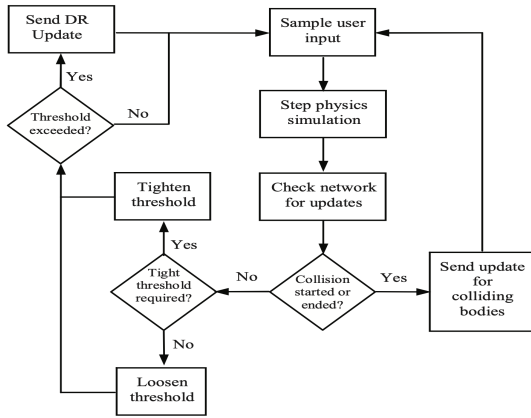 Send DR
Update
Sample user
input
Yes
Threshold
exceeded?
No
Step physics
simulation
Tighten
threshold
Check network
for updates
Yes
Tight
threshold
required?
No
Collision
started or
ended?
Yes
Send update
for
colliding
bodies
No
Loosen
threshold